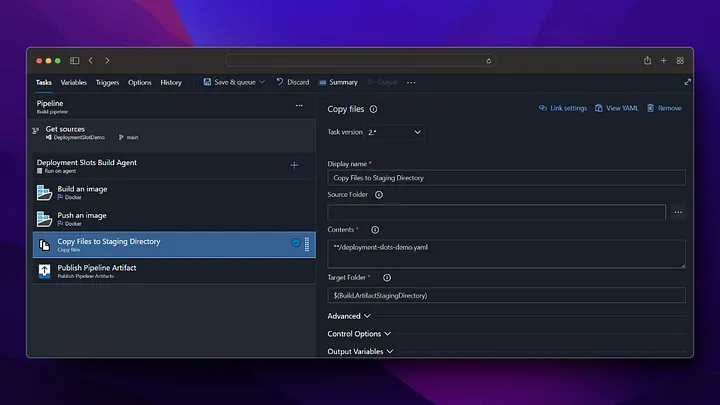 Tasks Variables Triggers Options History Save & queue Discard Summary Queue ...
Pipeline ...
Build pipeline
Get sources
DeploymentSlotDemo main
Deployment Slots Build Agent
Run on agent
Build an image
Docker
Push an image
Docker
Copy Files to Staging Directory
Copy files
Publish Pipeline Artifact
Publish Pipeline Artifacts
Copy files Link settings View YAML Remove
Task version 2.*
Display name *
Copy Files to Staging Directory
Source Folder
Contents *
**/deployment-slots-demo.yaml
Target Folder *
$(Build.ArtifactStagingDirectory)
Advanced
Control Options
Output Variables